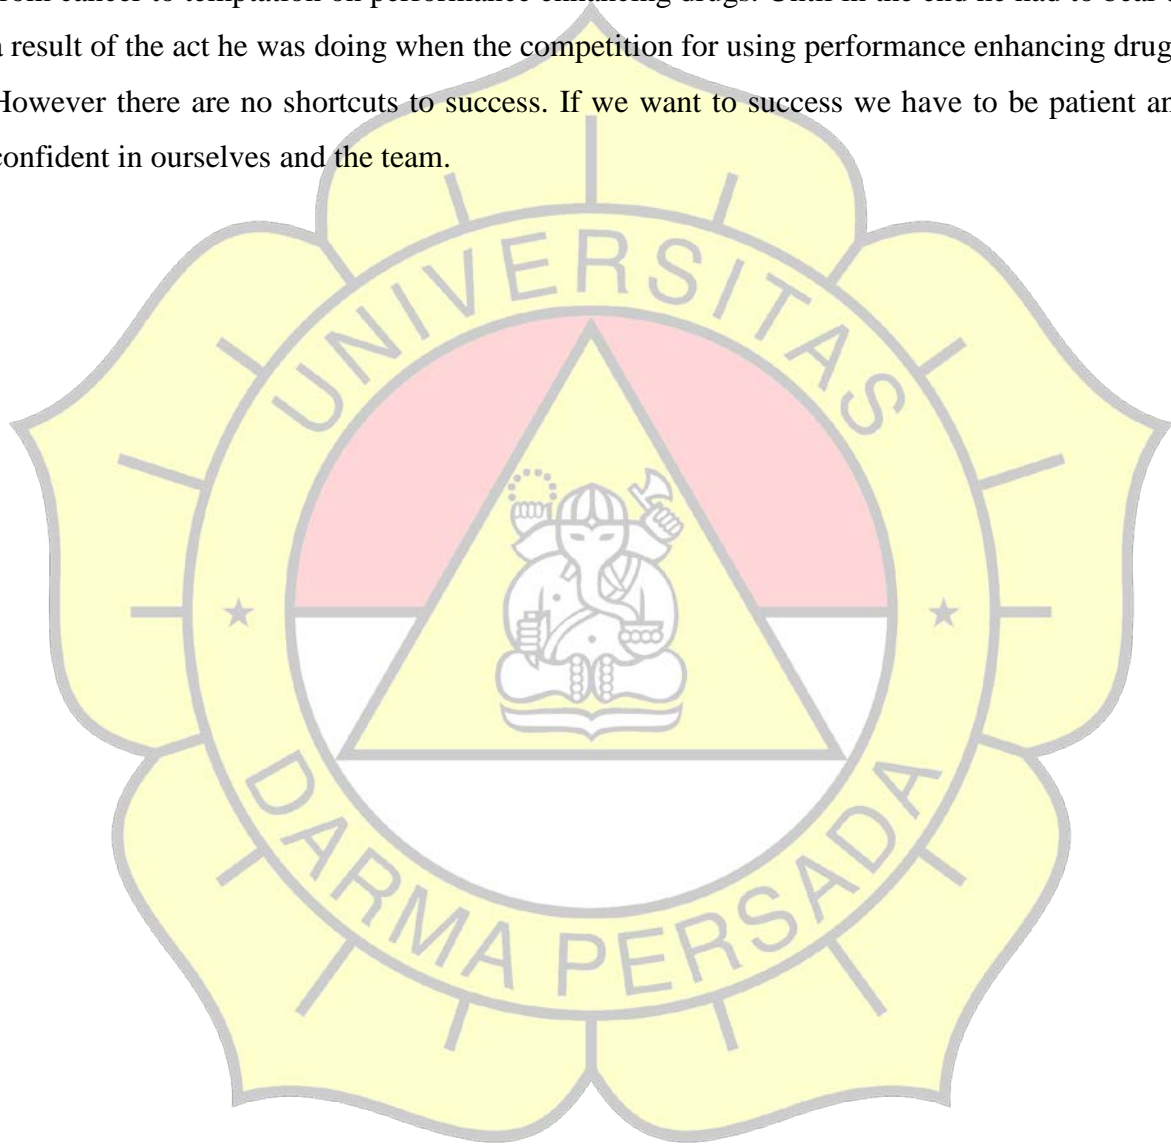 from cancer to temptation on performance enhancing drugs. Until in the end he had to bear
a result of the act he was doing when the competition for using performance enhancing drug
However there are no shortcuts to success. If we want to success we have to be patient an
confident in ourselves and the team.
UNIVERSITAS
DARMA PERSADA